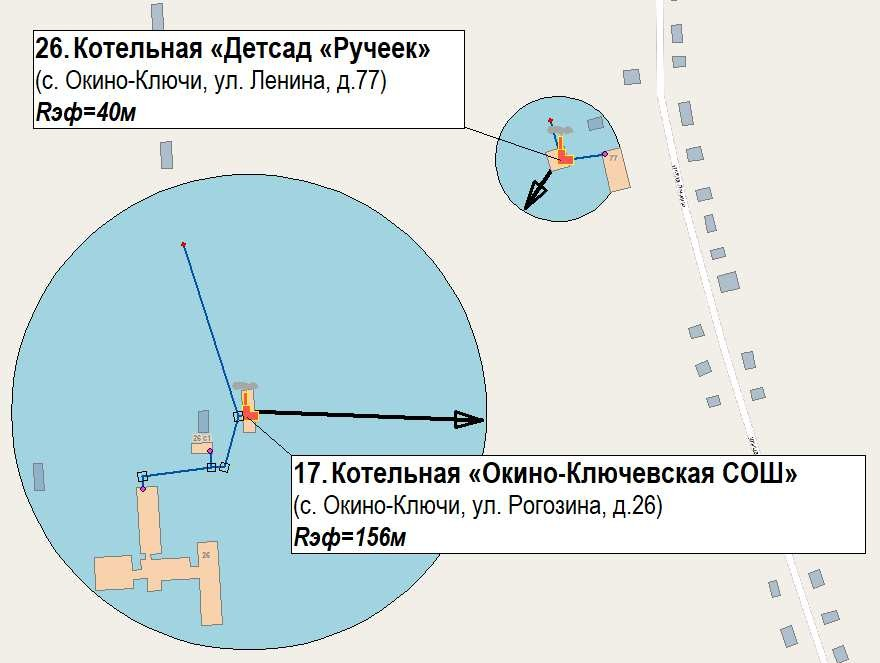 26. Котельная «Детсад «Ручеек»
(с. Окино-Ключи, ул. Ленина, д.77)
Rэф=40м
77
26 с1
17. Котельная «Окино-Ключевская СОШ»
(с. Окино-Ключи, ул. Рогозина, д.26)
Rэф=156м
26